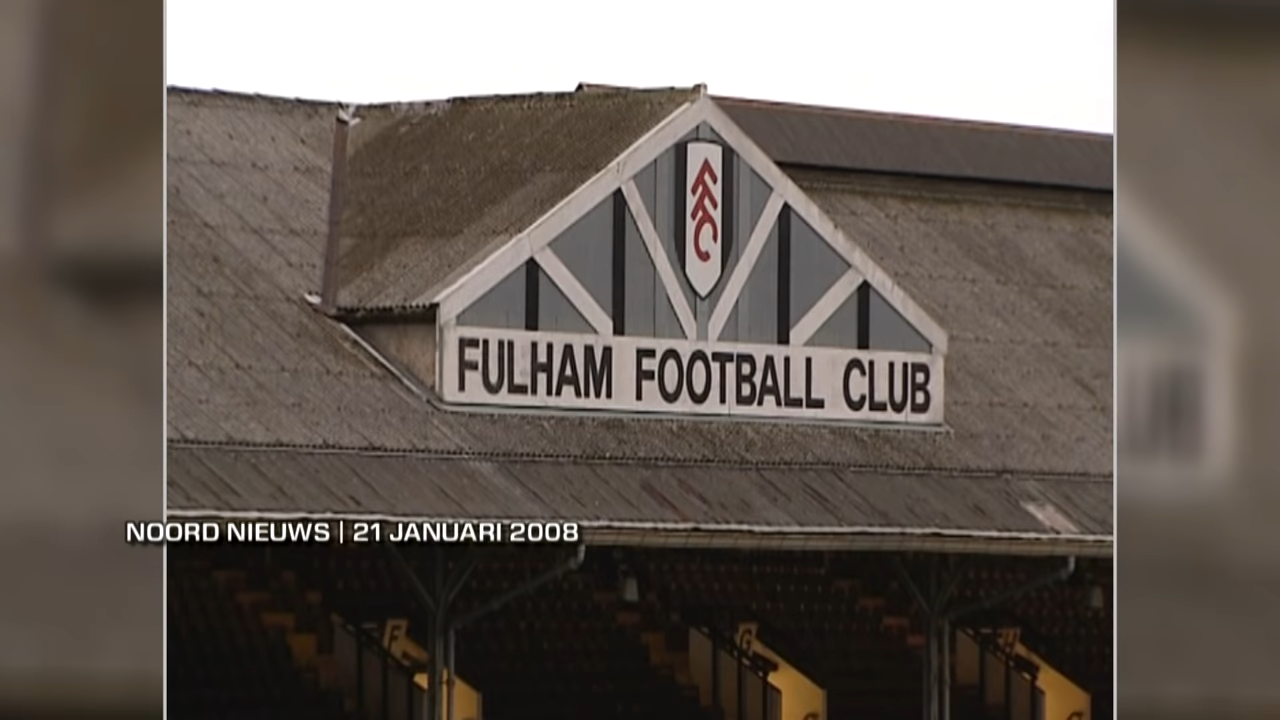 FFC
FULHAM FOOTBALL CLUB
NOORD NIEUWS | 21 JANUARI 2008
F
G
H